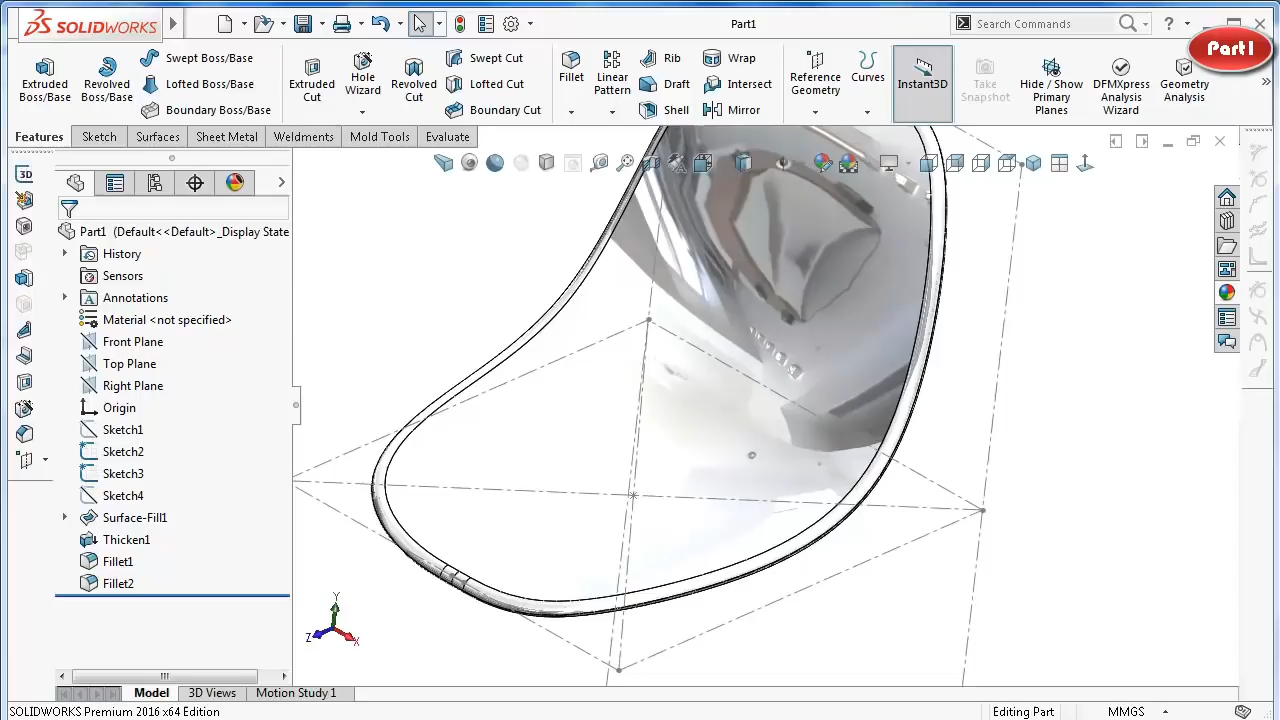 SOLIDWORKS
Part1
Search Commands
?
Part1
Extruded Boss/Base
Revolved Boss/Base
Swept Boss/Base
Lofted Boss/Base
Boundary Boss/Base
Extruded Cut
Hole Wizard
Revolved Cut
Swept Cut
Lofted Cut
Boundary Cut
Fillet
Linear Pattern
Rib
Draft
Shell
Wrap
Intersect
Mirror
Reference Geometry
Curves
Instant3D
Take Snapshot
Hide / Show Primary Planes
DFMXpress Analysis Wizard
Geometry Analysis
Features
Sketch
Surfaces
Sheet Metal
Weldments
Mold Tools
Evaluate
3D
Part1 (Default<<Default>_Display State
History
Sensors
Annotations
Material <not specified>
Front Plane
Top Plane
Right Plane
Origin
Sketch1
Sketch2
Sketch3
Sketch4
Surface-Fill1
Thicken1
Fillet1
Fillet2
Y
Z
X
Model
3D Views
Motion Study 1
SOLIDWORKS Premium 2016 x64 Edition
Editing Part
MMGS